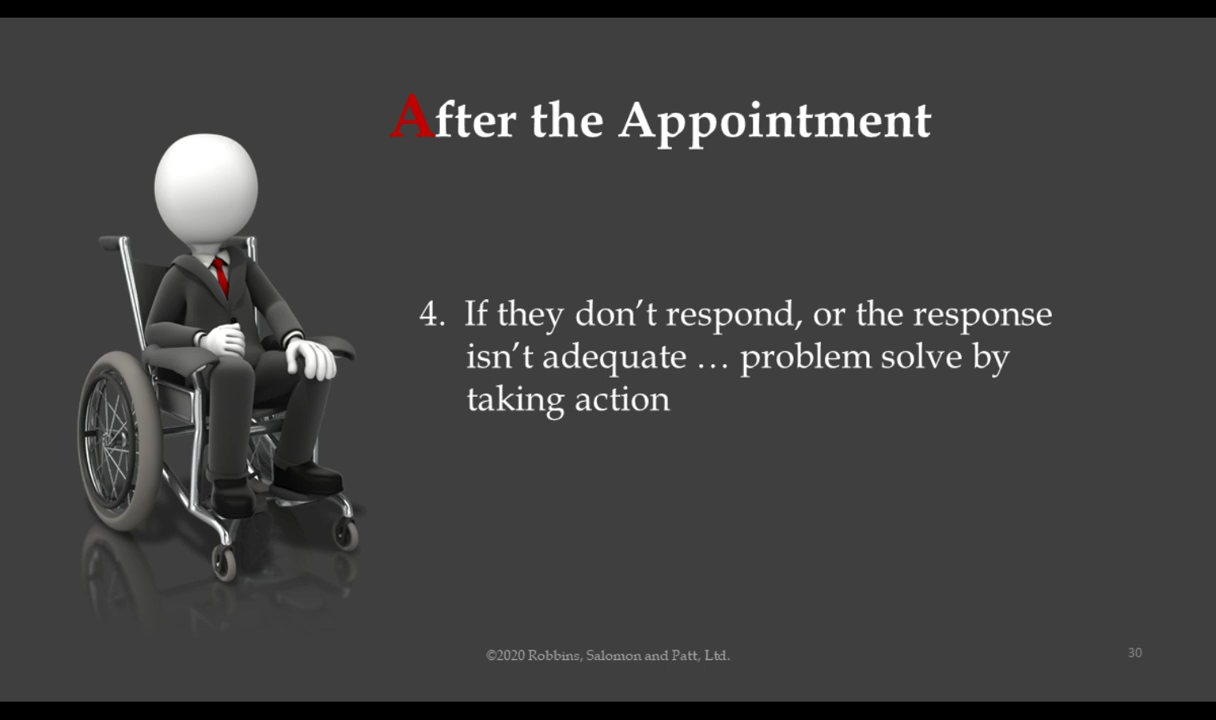 After the Appointment
4. If they don’t respond, or the response
isn’t adequate … problem solve by
taking action
©2020 Robbins, Salomon and Patt, Ltd.
30